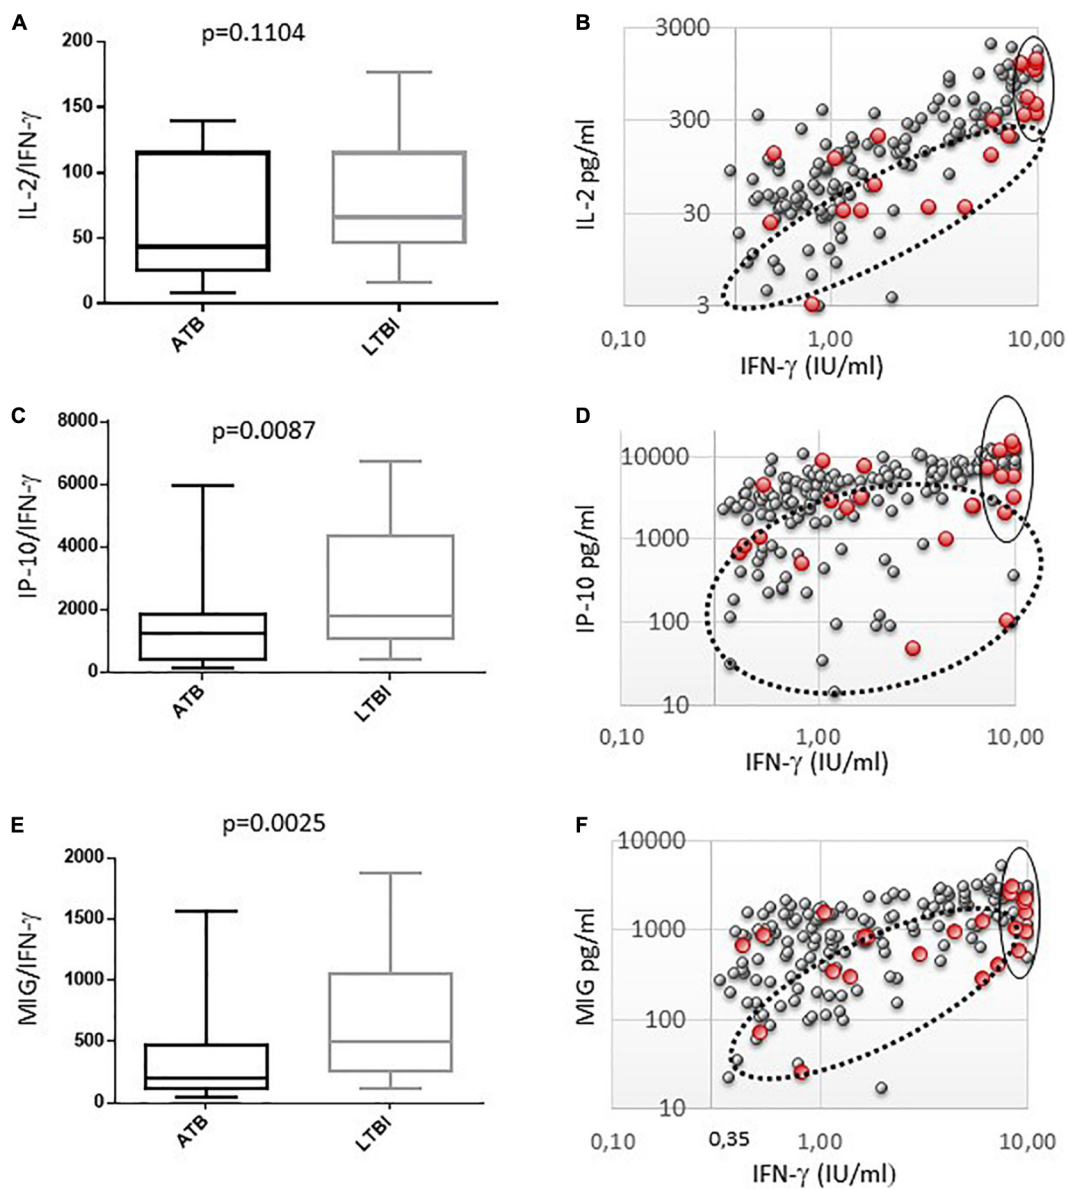 A
p=0.1104
IL-2/IFN-γ
200
150
100
50
0
ATB
LTBI
B
IL-2 pg/ml
3000
300
30
3
0,10
1,00
10,00
IFN-γ (IU/ml)
C
p=0.0087
IP-10/IFN-γ
8000
6000
4000
2000
0
ATB
LTBI
D
IP-10 pg/ml
10000
1000
100
10
0,10
1,00
10,00
IFN-γ (IU/ml)
E
p=0.0025
MIG/IFN-γ
2000
1500
1000
500
0
ATB
LTBI
F
MIG pg/ml
10000
1000
100
10
0,10
0,35
1,00
10,00
IFN-γ (IU/ml)